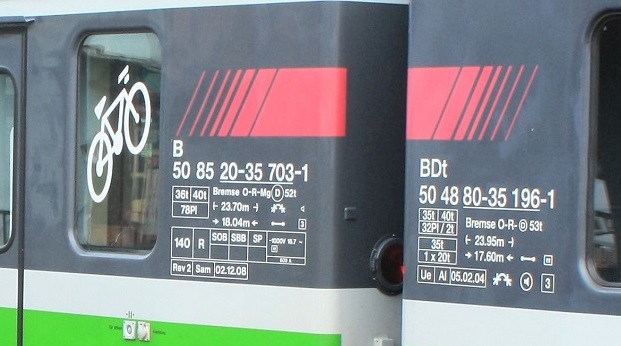 B
50 85 20-35 703-1
36t 40t
78Pl
Bremse O-R-Mg D 52t
23.70m
18.04m
140 R SOB SBB SP
Rev 2 Sam 02.12.08
BDt
50 48 80-35 196-1
35t 40t
32Pl / 2t
35t
1 x 20t
Bremse O-R- D 53t
23.95m
17.60m
Ue Al 05.02.04 3